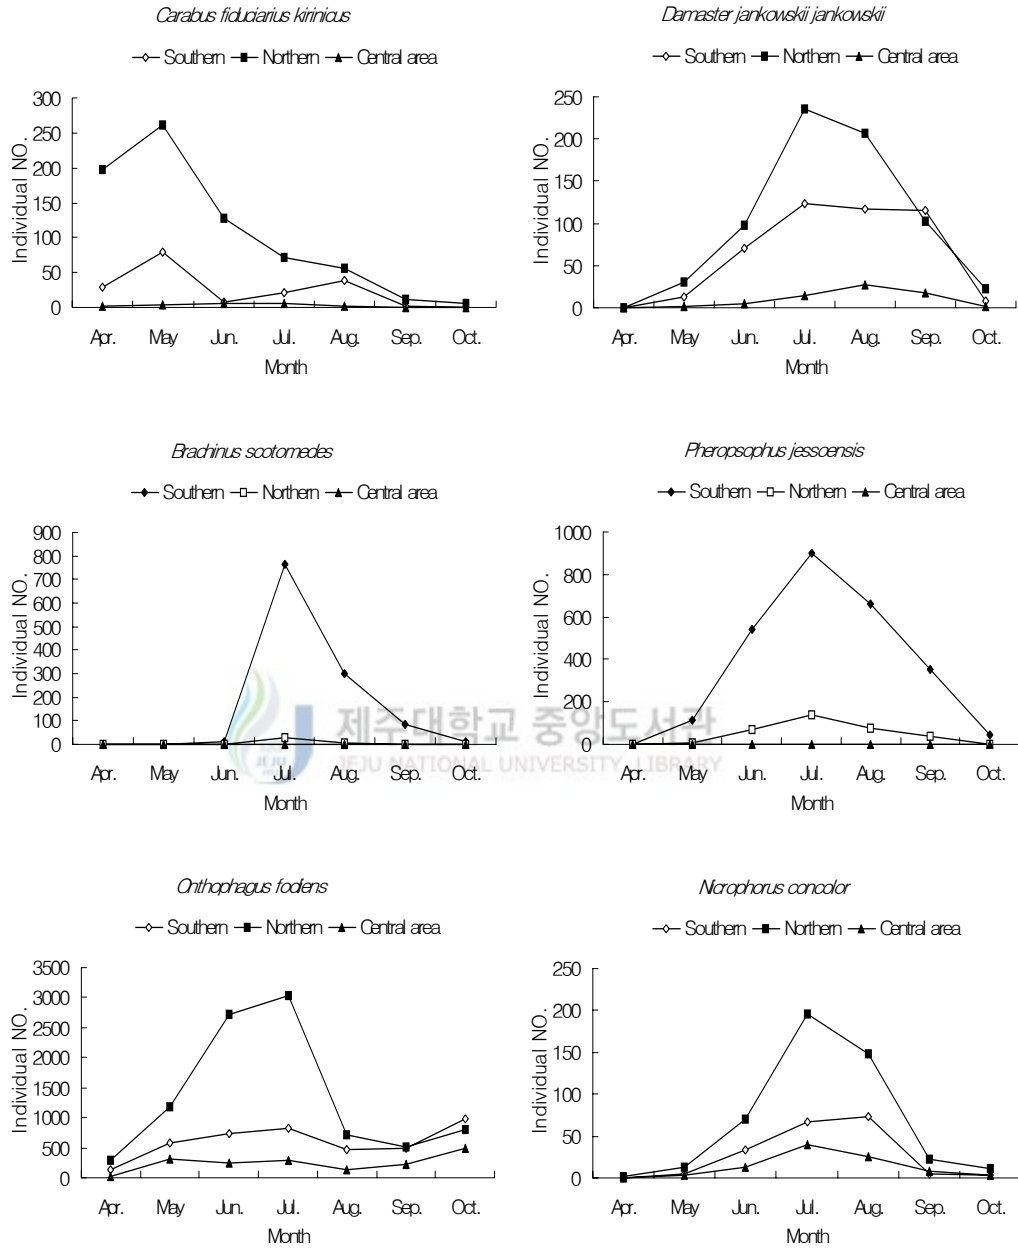 Carabus fiduciarius kirinicus
Southern Northern Central area
300
250
200
150
100
50
0
Individual NO.
Apr. May Jun. Jul. Aug. Sep. Oct.
Month
Damaster jankowskii jankowskii
Southern Northern Central area
250
200
150
100
50
0
Individual NO.
Apr. May Jun. Jul. Aug. Sep. Oct.
Month
Brachinus scotomedes
Southern Northern Central area
900
800
700
600
500
400
300
200
100
0
Individual NO.
Apr. May Jun. Jul. Aug. Sep. Oct.
Month
Pheropsophus jessoensis
Southern Northern Central area
1000
800
600
400
200
0
Individual NO.
Apr. May Jun. Jul. Aug. Sep. Oct.
Month
제주대학교 중앙도서관
JEJU NATIONAL UNIVERSITY LIBRARY
JEJU
Onthophagus fodiens
Southern Northern Central area
3500
3000
2500
2000
1500
1000
500
0
Individual NO.
Apr. May Jun. Jul. Aug. Sep. Oct.
Month
Nicrophorus concolor
Southern Northern Central area
250
200
150
100
50
0
Individual NO.
Apr. May Jun. Jul. Aug. Sep. Oct.
Month